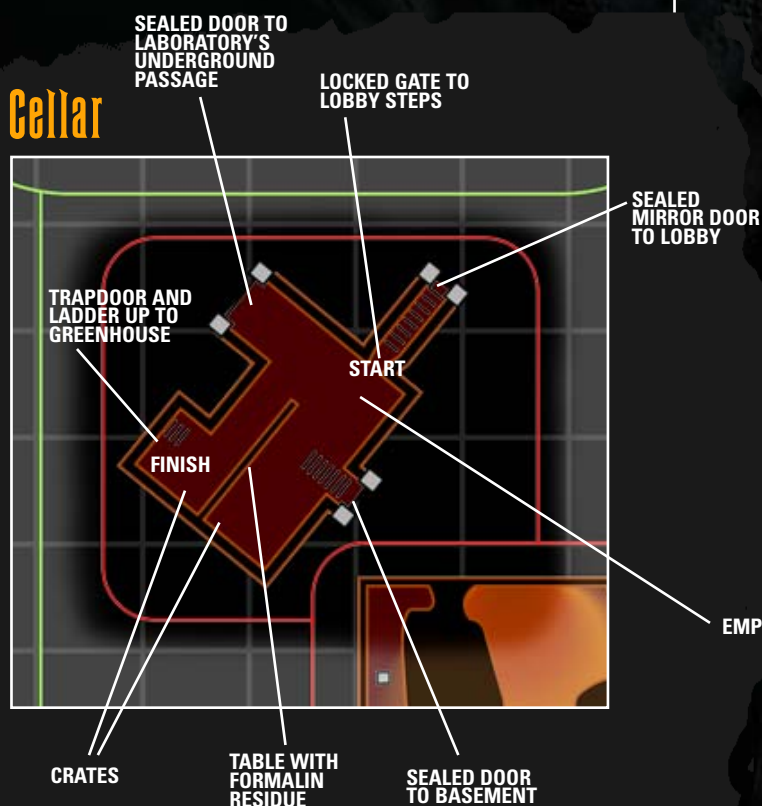 SEALED DOOR TO
LABORATORY'S
UNDERGROUND
PASSAGE
LOCKED GATE TO
LOBBY STEPS
Cellar
SEALED
MIRROR DOOR
TO LOBBY
TRAPDOOR AND
LADDER UP TO
GREENHOUSE
START
FINISH
EMP
CRATES
TABLE WITH
FORMALIN
RESIDUE
SEALED DOOR
TO BASEMENT